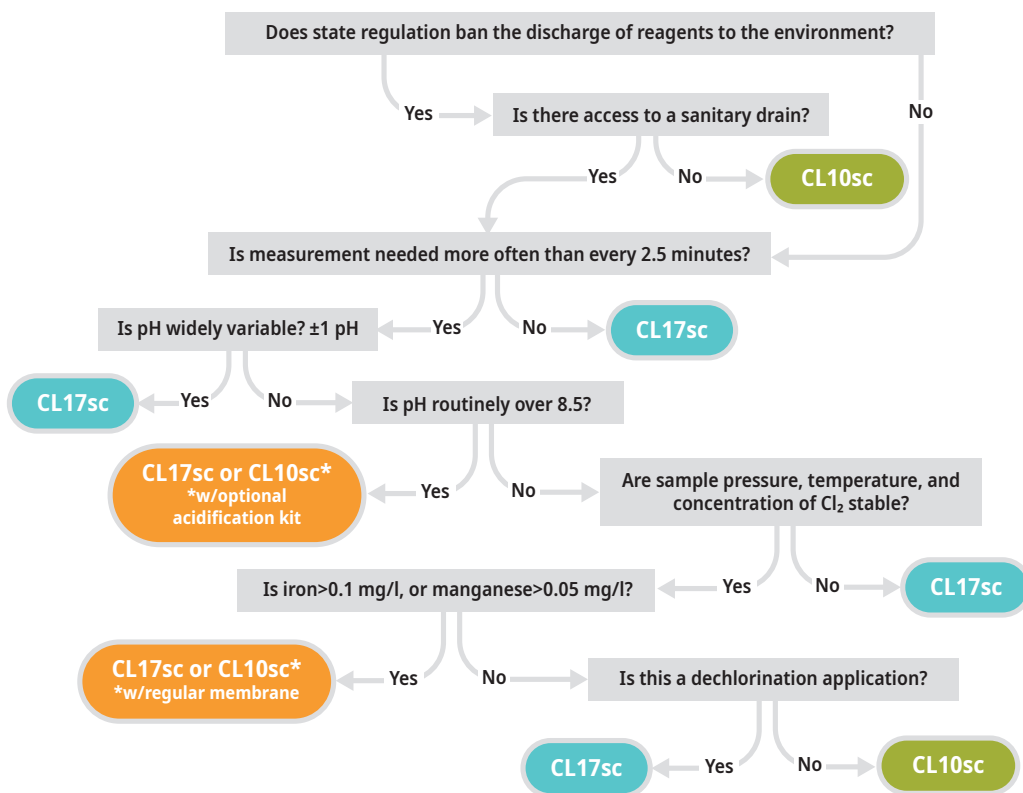 Does state regulation ban the discharge of reagents to the environment?
Yes
Is there access to a sanitary drain?
No
Yes
No
CL10sc
Is measurement needed more often than every 2.5 minutes?
Is pH widely variable? ±1 pH
Yes
No
CL17sc
CL17sc
Yes
No
Is pH routinely over 8.5?
CL17sc or CL10sc*
*w/optional
acidification kit
Yes
No
Are sample pressure, temperature, and
concentration of Cl₂ stable?
Is iron>0.1 mg/l, or manganese>0.05 mg/l?
Yes
No
CL17sc
CL17sc or CL10sc*
*w/regular membrane
Yes
No
Is this a dechlorination application?
CL17sc
Yes
No
CL10sc